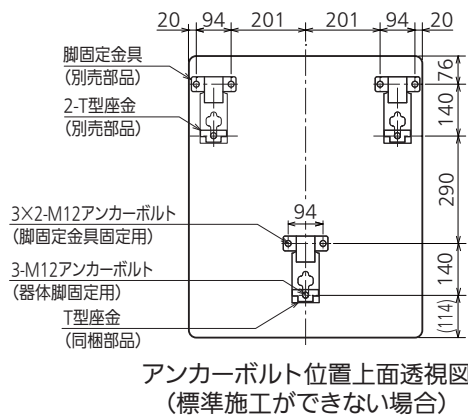 20 94 201 201 94 20
脚固定金具
(別売部品)
2-T型座金
(別売部品)
76
140
290
3×2-M12アンカーボルト
(脚固定金具固定用)
94
3-M12アンカーボルト
(器体脚固定用)
140
T型座金
(同梱部品)
(114)
アンカーボルト位置上面透視図
(標準施工ができない場合)